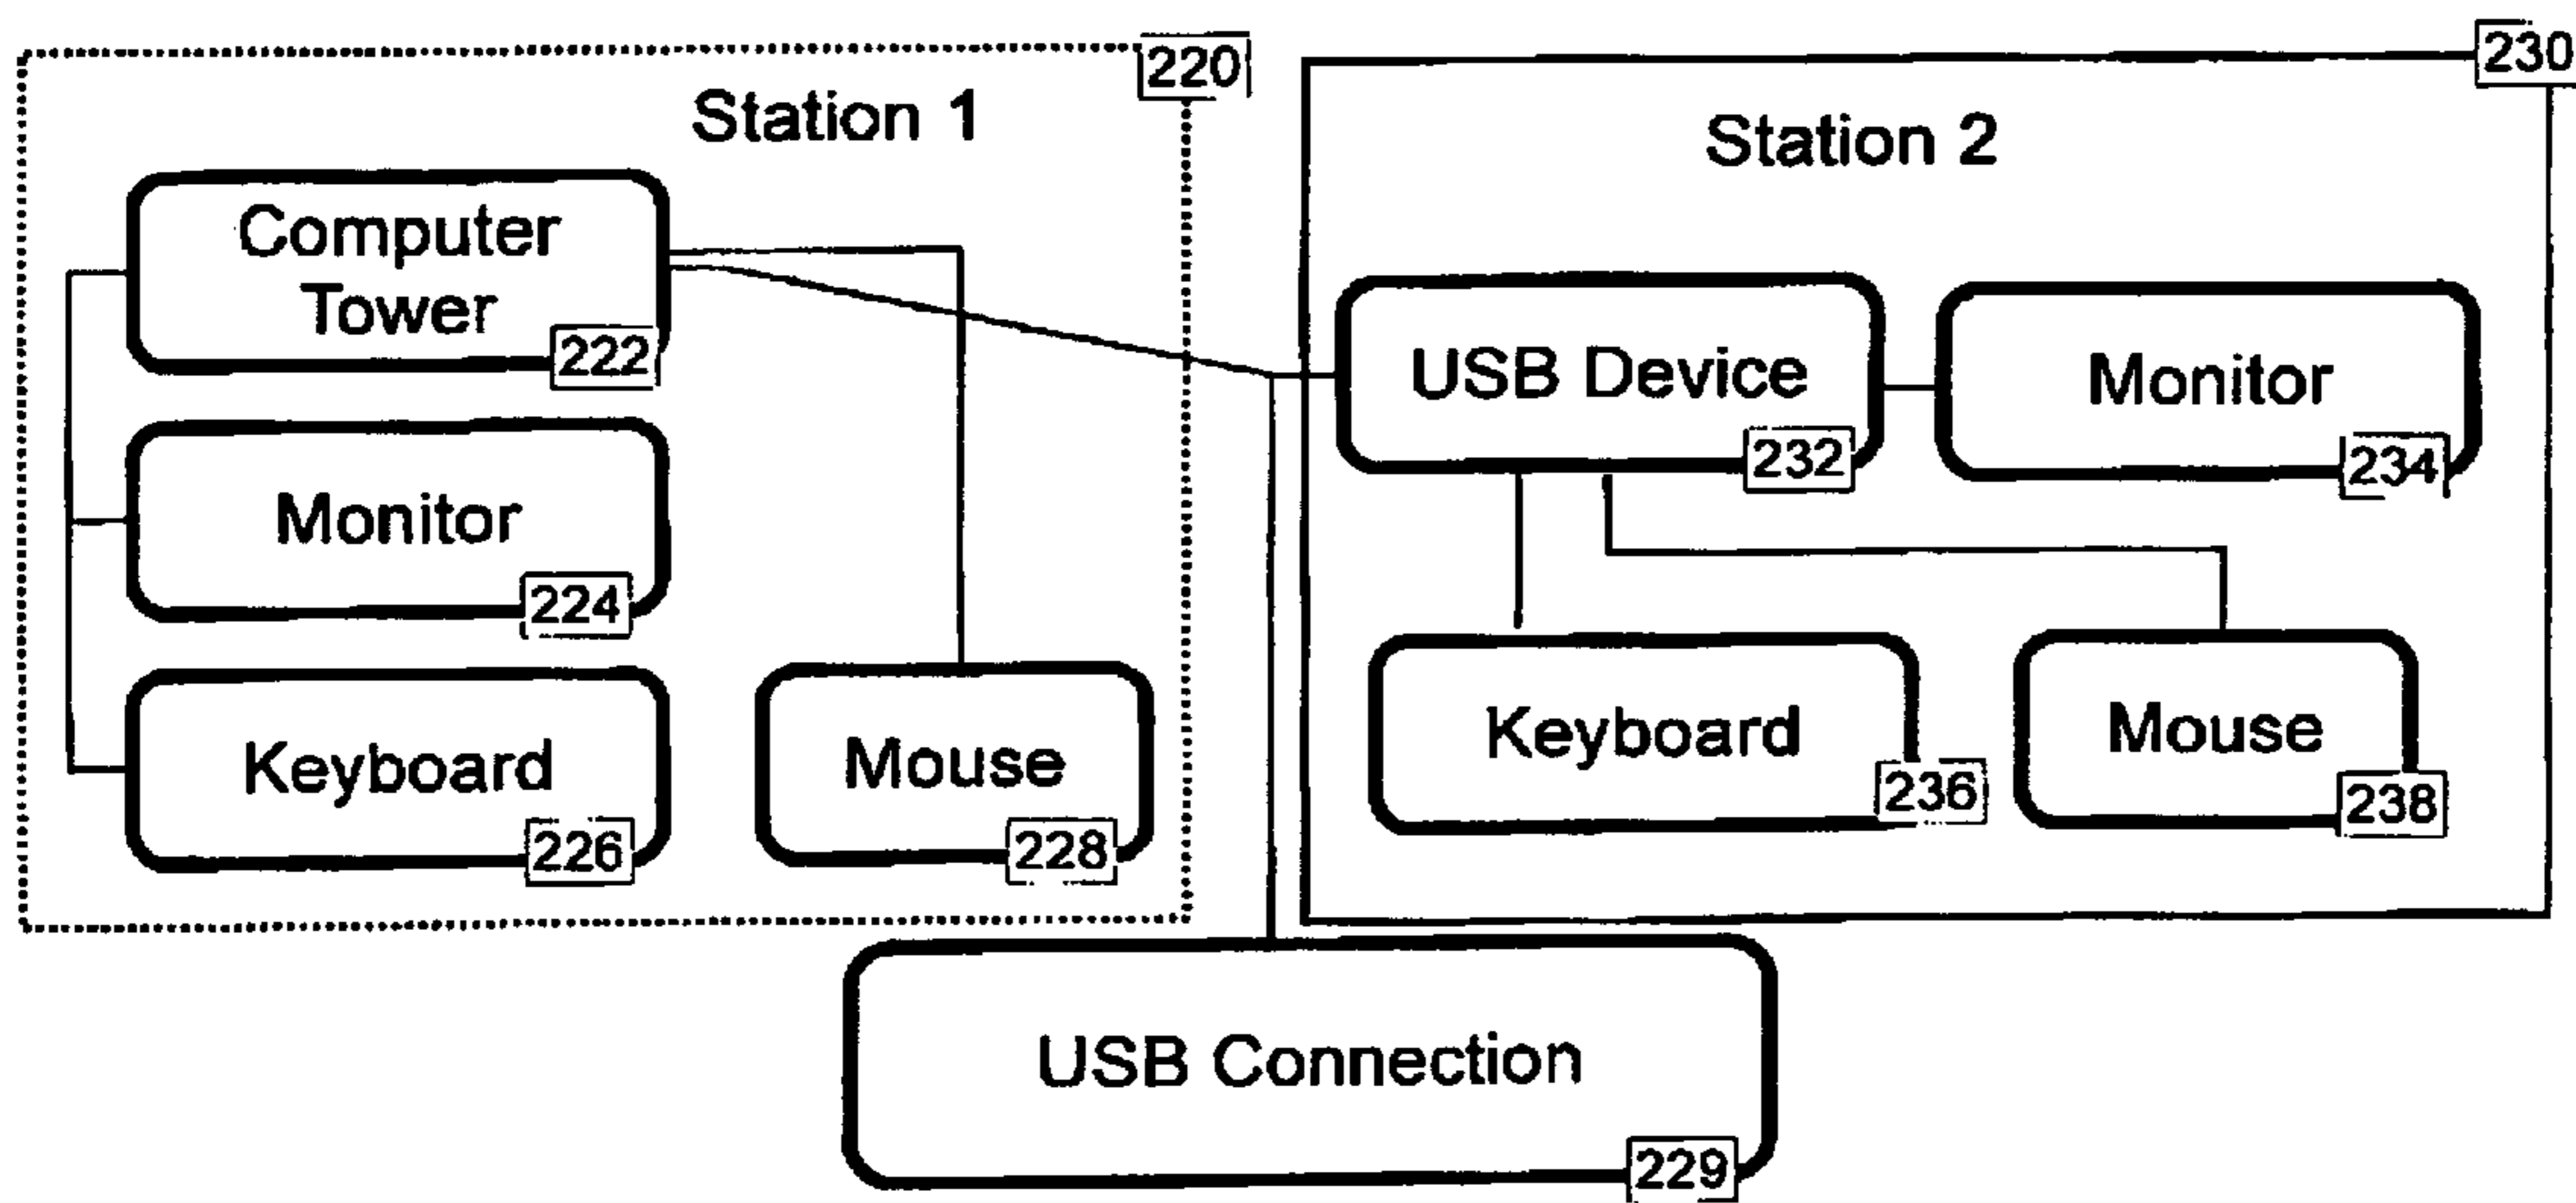 220
Station 1
Computer
Tower
222
Monitor
224
Keyboard
226
Mouse
228
230
Station 2
USB Device
232
Monitor
234
Keyboard
236
Mouse
238
USB Connection
229